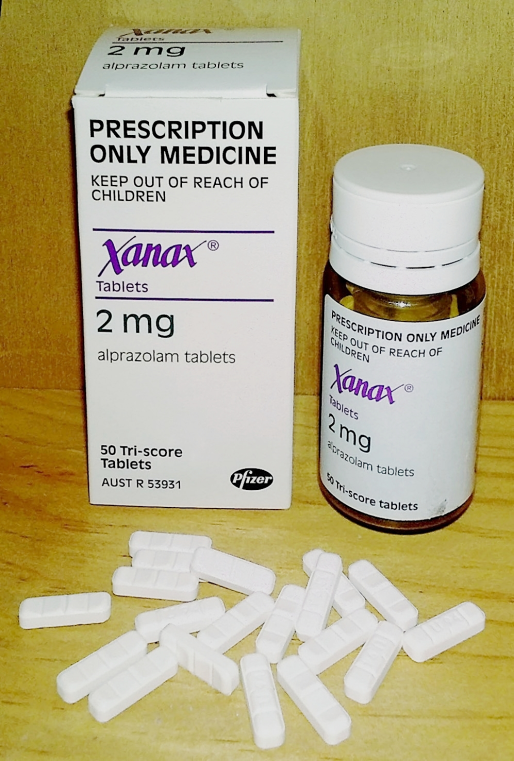 Xanax
Tablets
2 mg
alprazolam tablets
PRESCRIPTION
ONLY MEDICINE
KEEP OUT OF REACH OF
CHILDREN
Xanax®
Tablets
2 mg
alprazolam tablets
50 Tri-score
Tablets
AUST R 53931
Pfizer
PRESCRIPTION ONLY MEDICINE
KEEP OUT OF REACH OF
CHILDREN
Xanax®
Tablets
2 mg
alprazolam tablets
50 Tri-score tablets